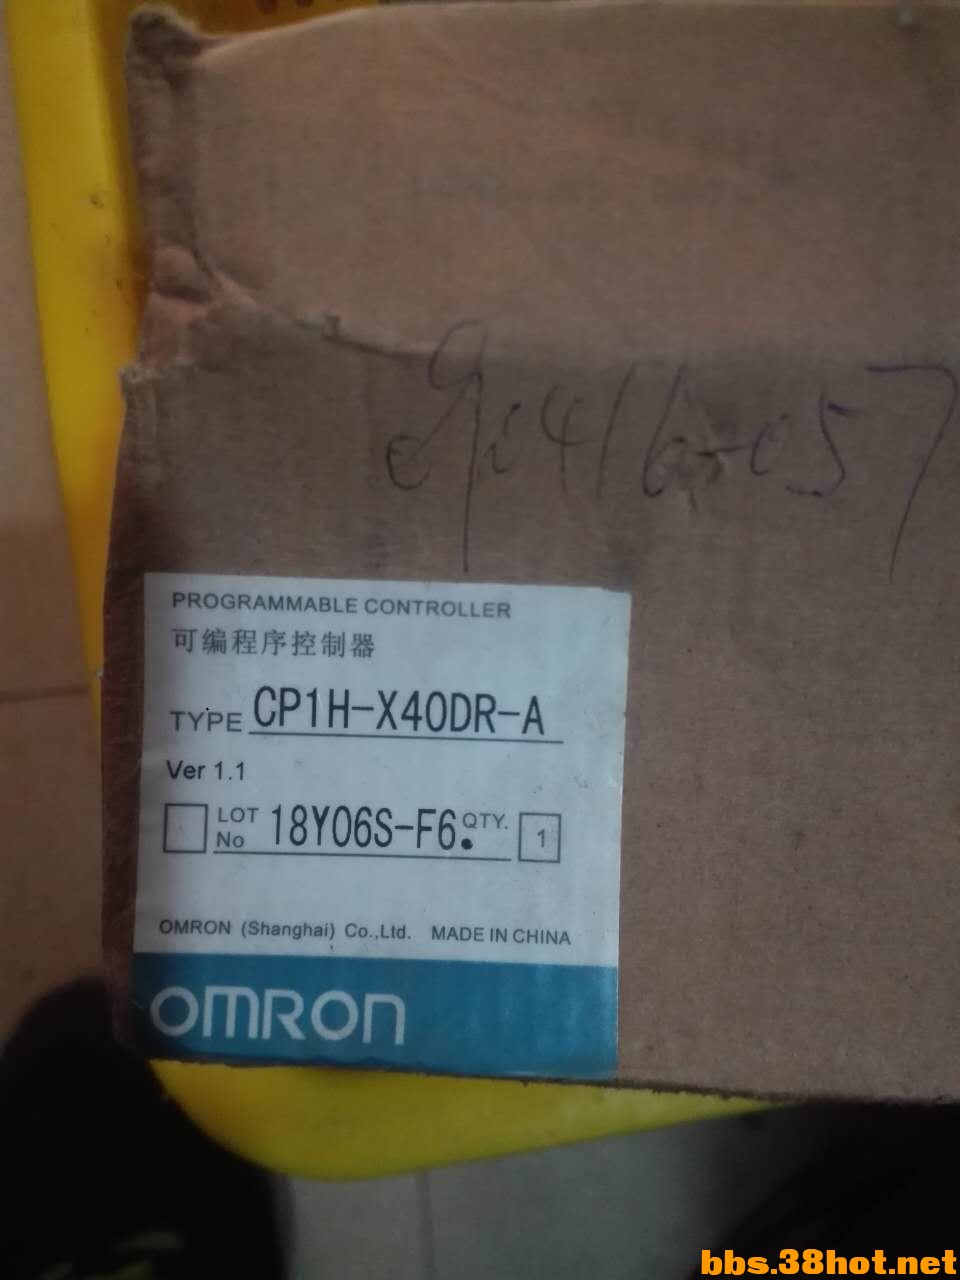 PROGRAMMABLE CONTROLLER
可编程序控制器
TYPE CP1H-X40DR-A
Ver 1.1
LOT No 18Y06S-F6. QTY. 1
OMRON (Shanghai) Co.,Ltd. MADE IN CHINA
OMRON
bbs.38hot.net